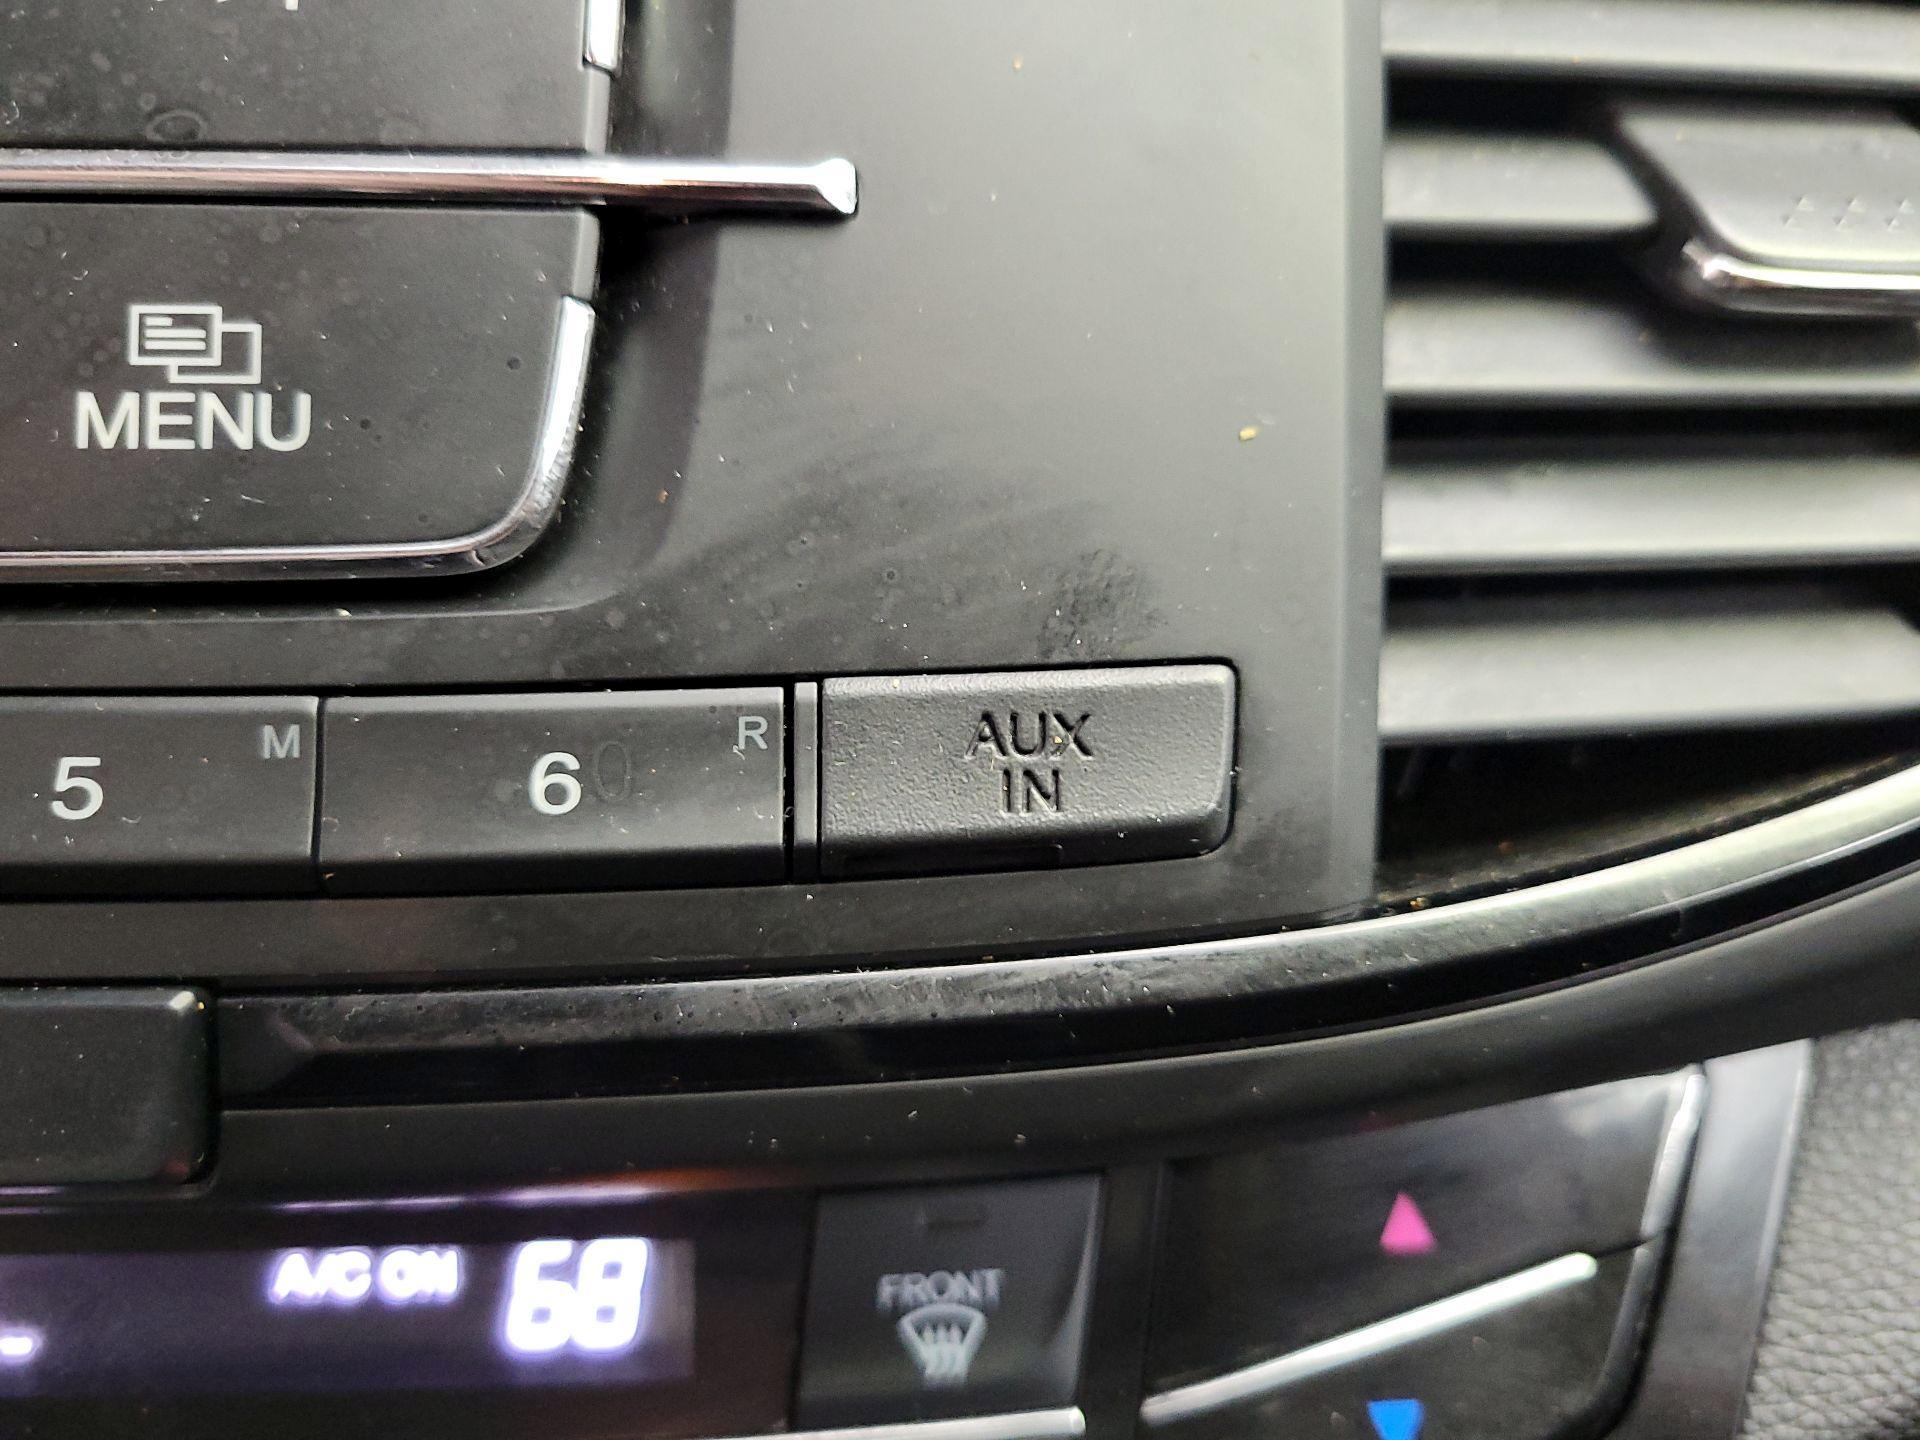 MENU
5 M
6 R
AUX
IN
A/C ON 68
FRONT